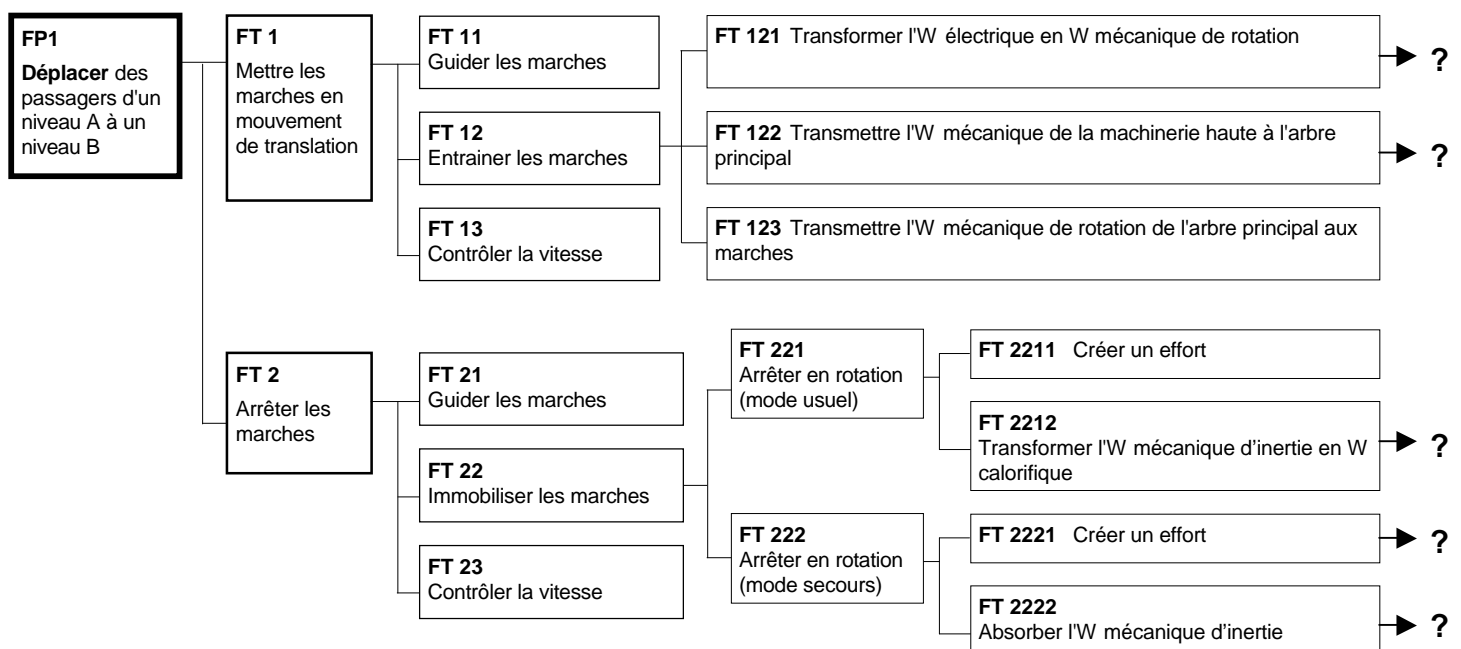 FP1
Déplacer des
passagers d'un
niveau A à un
niveau B
FT 1
Mettre les
marches en
mouvement
de translation
FT 11
Guider les marches
FT 12
Entrainer les marches
FT 13
Contrôler la vitesse
FT 121 Transformer l'W électrique en W mécanique de rotation
?
FT 122 Transmettre l'W mécanique de la machinerie haute à l'arbre
principal
?
FT 123 Transmettre l'W mécanique de rotation de l'arbre principal aux
marches
FT 2
Arrêter les
marches
FT 21
Guider les marches
FT 22
Immobiliser les marches
FT 23
Contrôler la vitesse
FT 221
Arrêter en rotation
(mode usuel)
FT 2211 Créer un effort
FT 2212
Transformer l'W mécanique d’inertie en W
calorifique
?
FT 222
Arrêter en rotation
(mode secours)
FT 2221 Créer un effort
?
FT 2222
Absorber l'W mécanique d’inertie
?